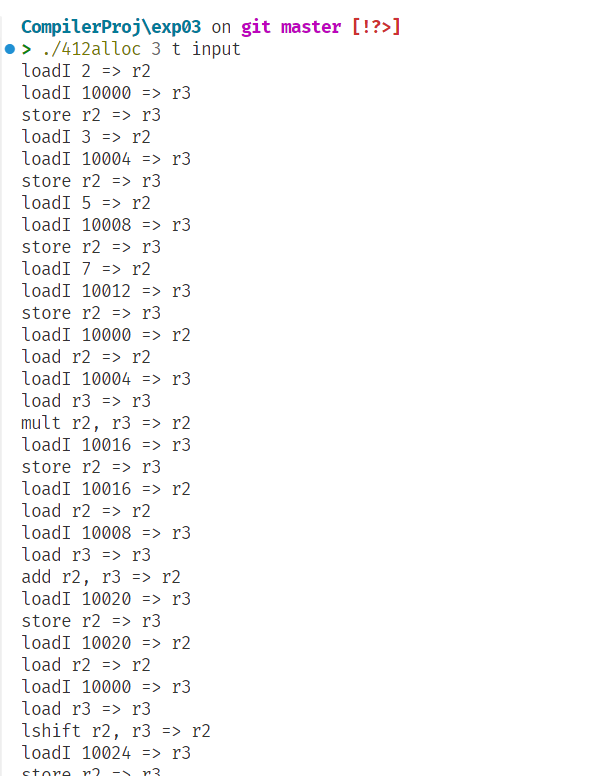 CompilerProj\exp03 on git master [!?>]
> ./412alloc 3 t input
loadI 2 => r2
loadI 10000 => r3
store r2 => r3
loadI 3 => r2
loadI 10004 => r3
store r2 => r3
loadI 5 => r2
loadI 10008 => r3
store r2 => r3
loadI 7 => r2
loadI 10012 => r3
store r2 => r3
loadI 10000 => r2
load r2 => r2
loadI 10004 => r3
load r3 => r3
mult r2, r3 => r2
loadI 10016 => r3
store r2 => r3
loadI 10016 => r2
load r2 => r2
loadI 10008 => r3
load r3 => r3
add r2, r3 => r2
loadI 10020 => r3
store r2 => r3
loadI 10020 => r2
load r2 => r2
loadI 10000 => r3
load r3 => r3
lshift r2, r3 => r2
loadI 10024 => r3
store r2 => r3